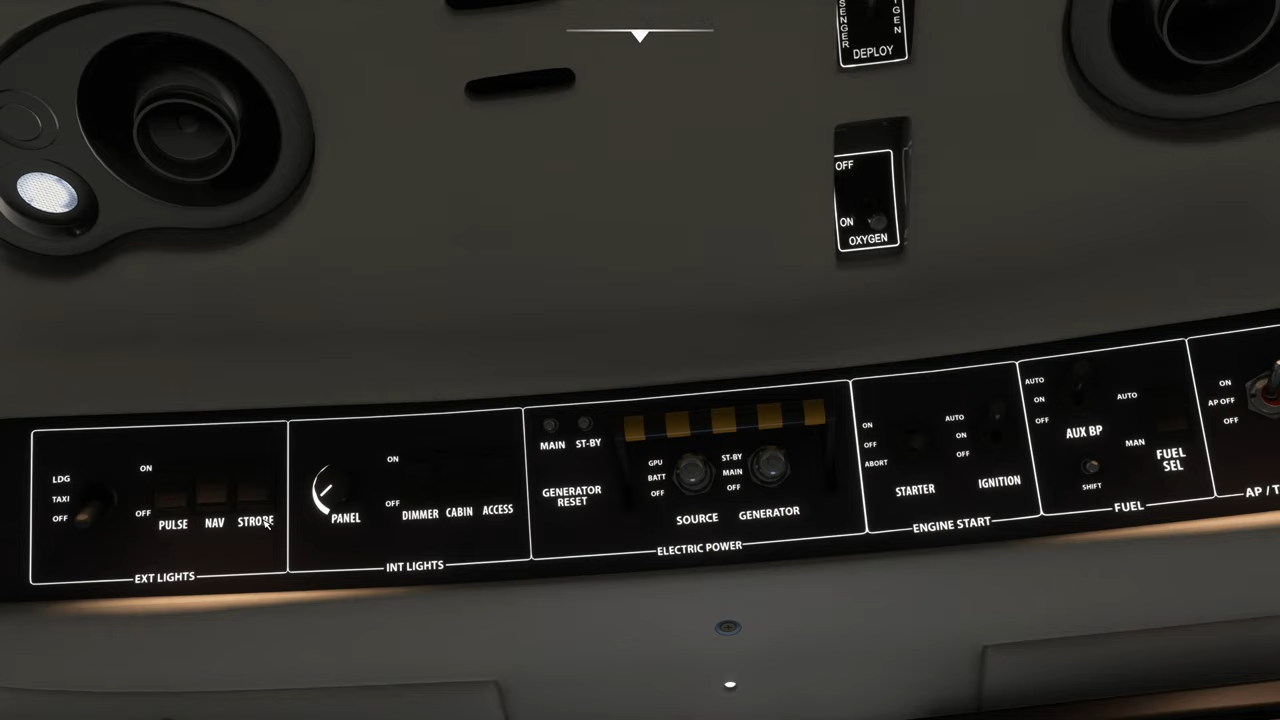 SENGER
GEN
DEPLOY
OFF
ON
OXYGEN
LDG
TAXI
OFF
ON
OFF
PULSE NAV STROBE
EXT LIGHTS
PANEL
ON
OFF
DIMMER CABIN ACCESS
INT LIGHTS
MAIN ST-BY
GENERATOR
RESET
GPU
BATT
OFF
SOURCE
ST-BY
MAIN
OFF
GENERATOR
ELECTRIC POWER
ON
OFF
ABORT
STARTER
AUTO
ON
OFF
IGNITION
ENGINE START
AUTO
ON
OFF
AUX BP
SHIFT
AUTO
MAN
FUEL
SEL
FUEL
ON
AP OFF
OFF
AP / T